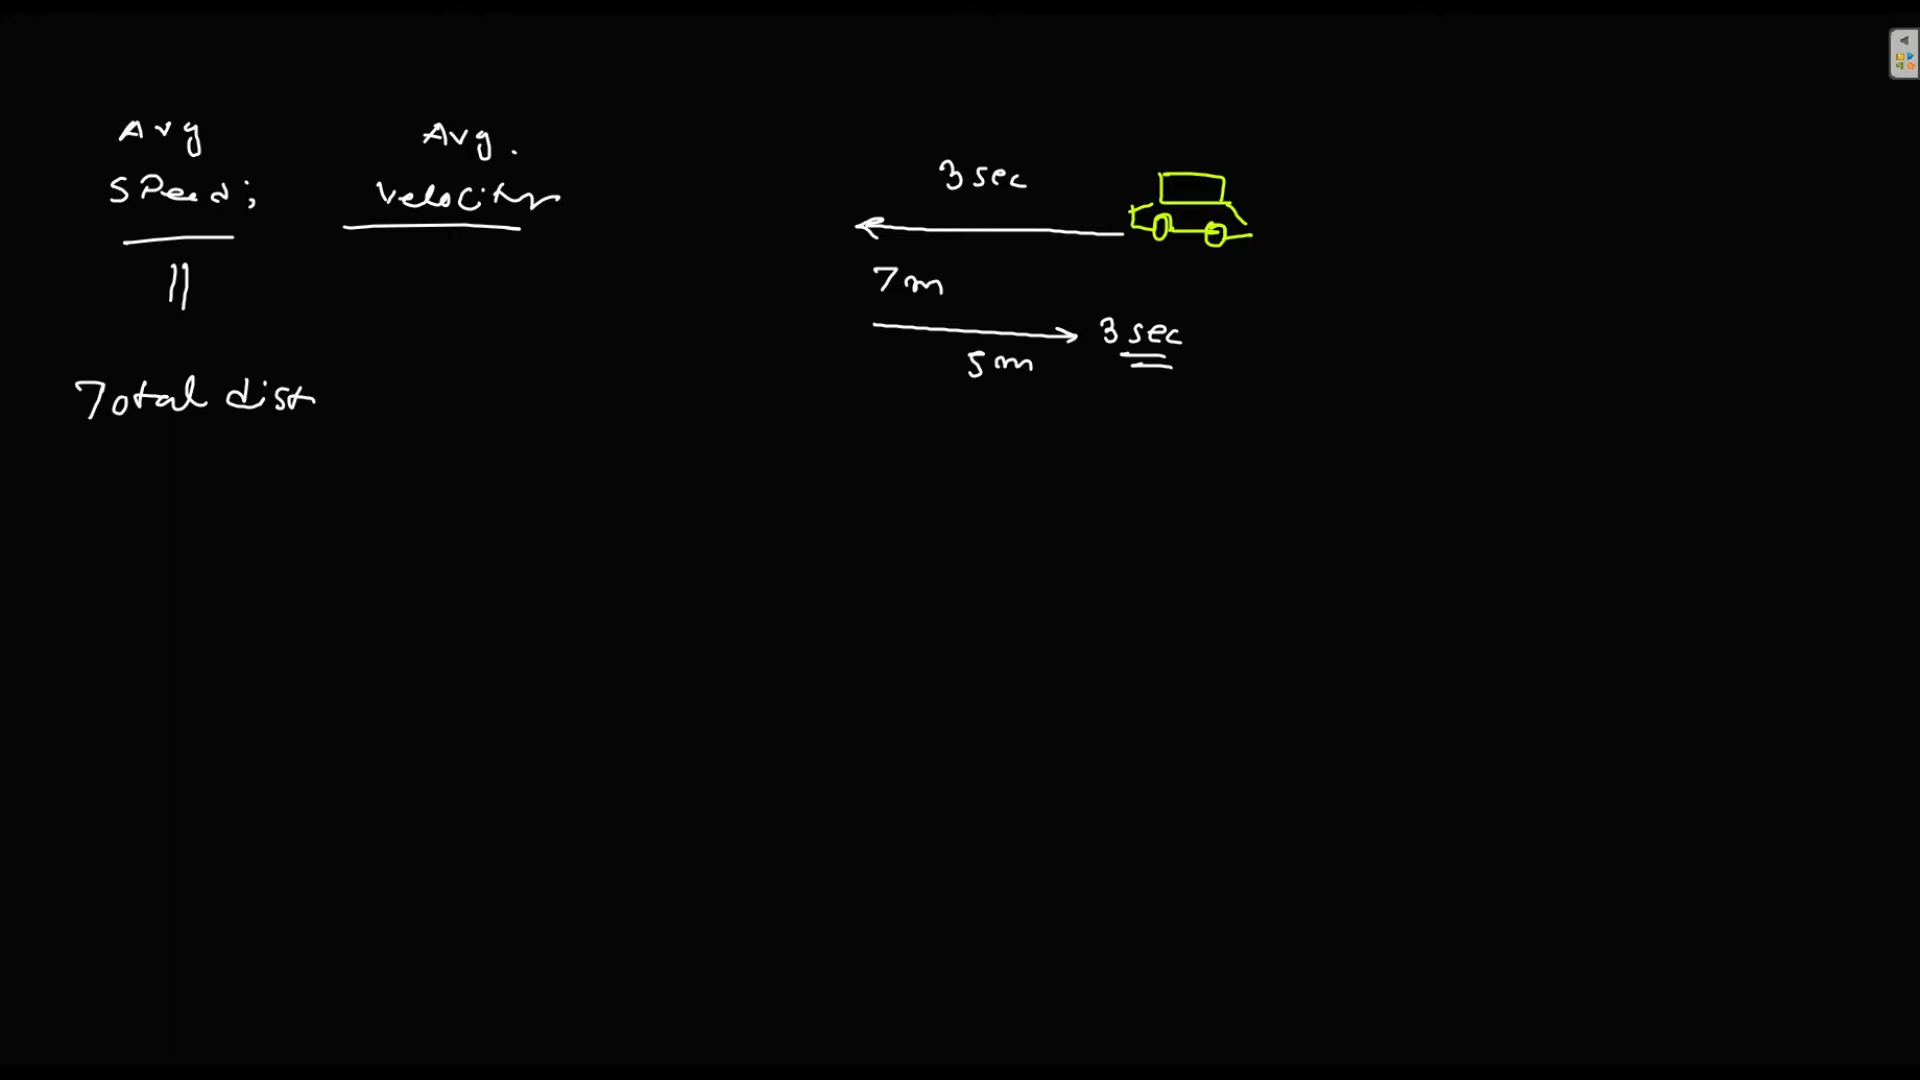 Avg
Speed;
Avg.
velocity
||
Total dist
3 sec
7m
3 sec
5m